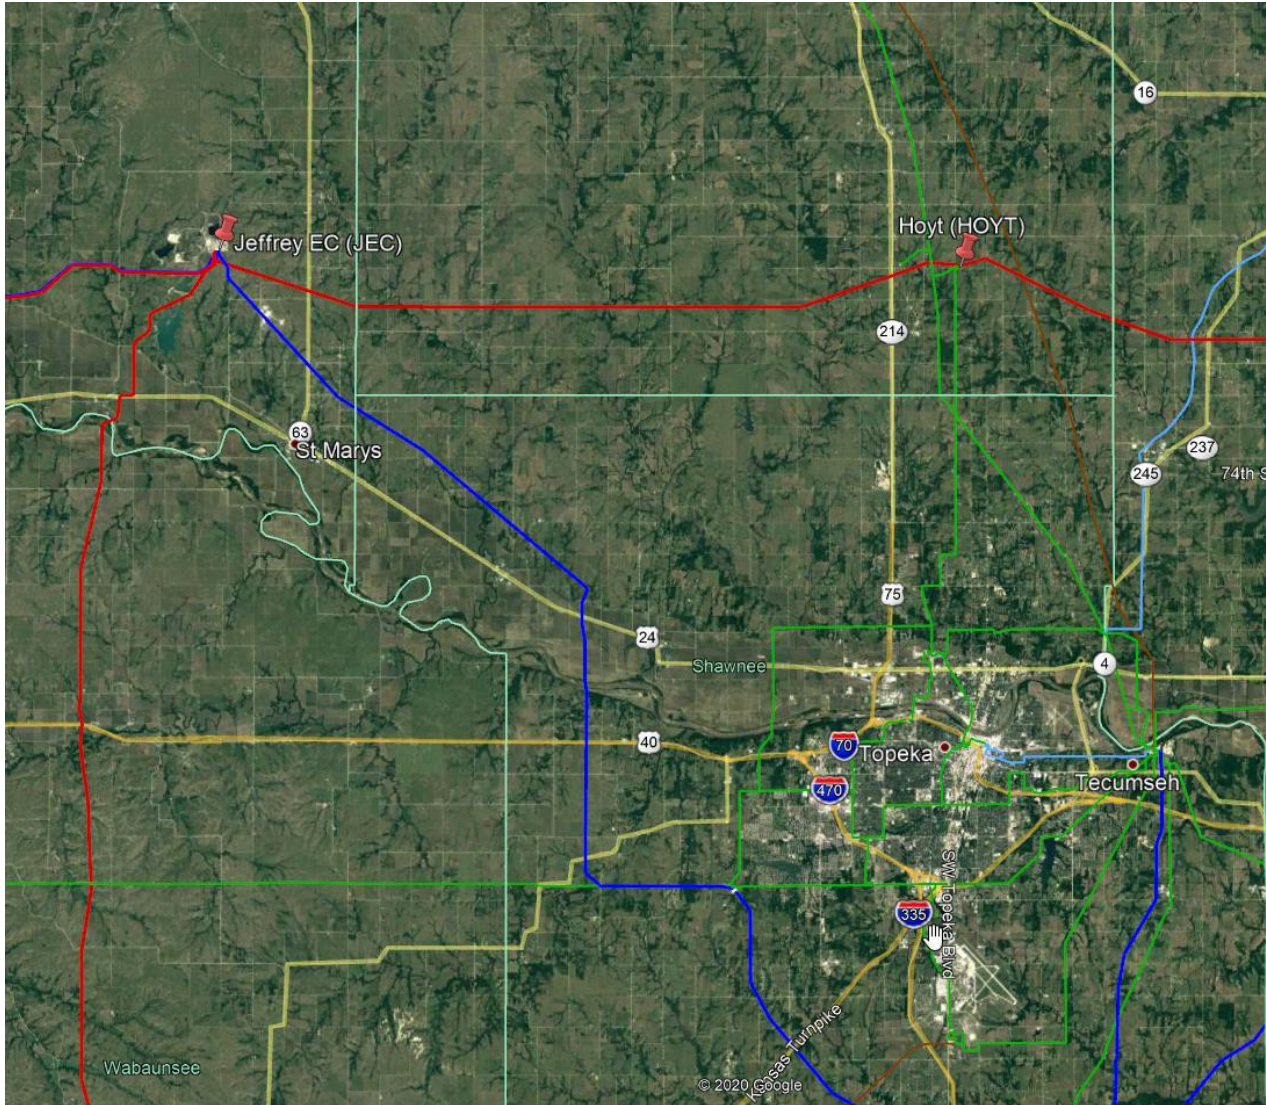 16
Hoyt (HOYT)
Jeffrey EC (JEC)
214
63
St Marys
237
245
74th S
75
24
Shawnee
4
40
70
Topeka
Tecumseh
470
SW Topeka Blvd
335
Kansas Turnpike
Wabaunsee
© 2020 Google